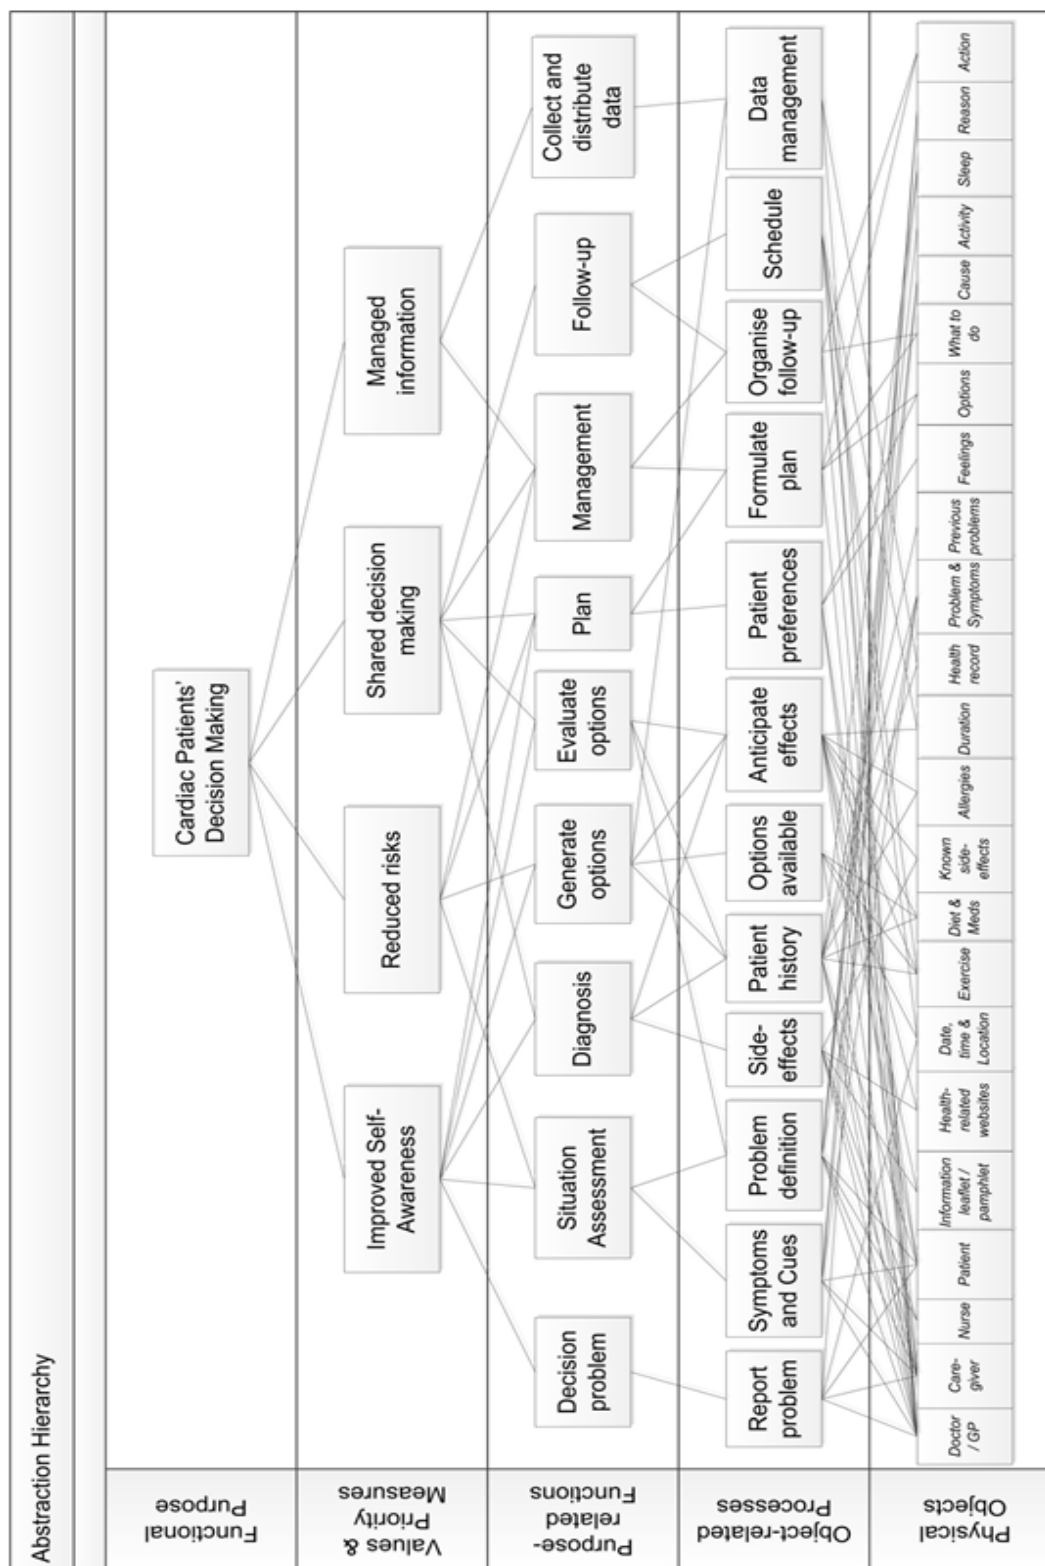 Abstraction Hierarchy
Functional
Purpose
Cardiac Patients'
Decision Making
Values &
Priority
Measures
Improved Self-
Awareness
Reduced risks
Shared decision
making
Managed
information
Purpose-
related
Functions
Decision
problem
Situation
Assessment
Diagnosis
Generate
options
Evaluate
options
Plan
Management
Follow-up
Collect and
distribute
data
Object-related
Processes
Report
problem
Symptoms
and Cues
Problem
definition
Side-
effects
Patient
history
Options
available
Anticipate
effects
Patient
preferences
Formulate
plan
Organise
follow-up
Schedule
Data
management
Physical
Objects
Doctor
/ GP
Care-
giver
Nurse
Patient
Information
leaflet /
pamphlet
Health-
related
websites
Date,
time &
Location
Exercise
Diet &
Meds
Known
side-
effects
Allergies
Duration
Health
record
Problem &
Symptoms
Previous
problems
Feelings
Options
What to
do
Cause
Activity
Sleep
Reason
Action